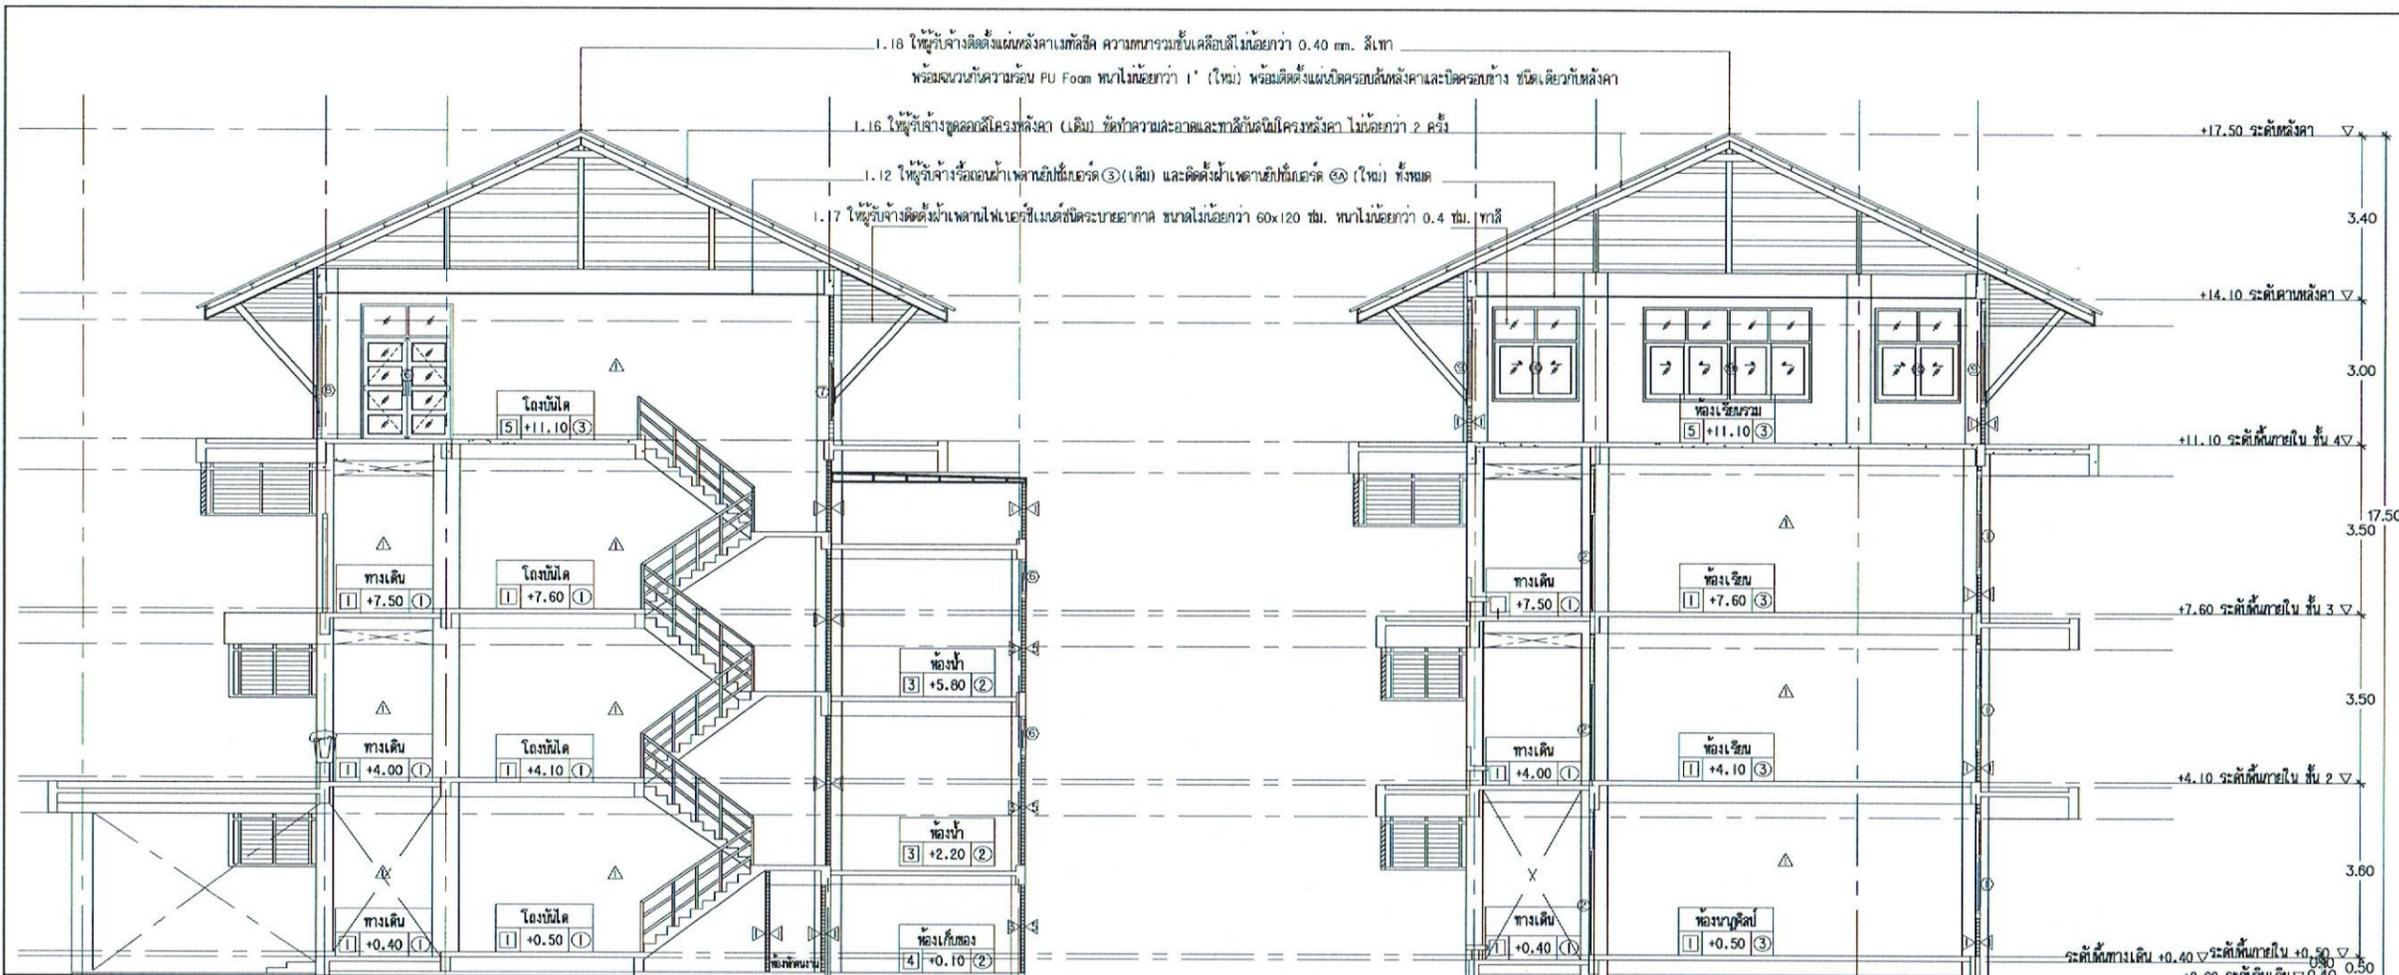 1.18 ให้ผู้รับจ้างติดตั้งแผ่นหลังคาเมทัลชีค ความหนารวมชั้นเคลือบสีไม่น้อยกว่า 0.40 mm. สีเทา
พร้อมฉนวนกันความร้อน PU Foam หนาไม่น้อยกว่า 1" (ใหม่) พร้อมติดตั้งแผ่นปิดครอบสันหลังคาและปิดครอบข้าง ชนิดเดียวกับหลังคา
1.16 ให้ผู้รับจ้างขูดลอกสีโครงหลังคา (เดิม) ขัดทำความสะอาดและทาสีกันสนิมโครงหลังคา ไม่น้อยกว่า 2 ครั้ง
1.12 ให้ผู้รับจ้างรื้อถอนฝ้าเพดานยิปซั่มบอร์ด 3 (เดิม) และติดตั้งฝ้าเพดานยิปซั่มบอร์ด 3A (ใหม่) ทั้งหมด
1.17 ให้ผู้รับจ้างติดตั้งฝ้าเพดานไฟเบอร์ซีเมนต์ชนิดระบายอากาศ ขนาดไม่น้อยกว่า 60x120 ซม. หนาไม่น้อยกว่า 0.4 ซม. ทาสี
+17.50 ระดับหลังคา
3.40
+14.10 ระดับคานหลังคา
3.00
โถงบันได
5 +11.10 3
ห้องเรียนรวม
5 +11.10 3
+11.10 ระดับพื้นภายใน ชั้น 4
17.50
3.50
ทางเดิน
1 +7.50 1
โถงบันได
1 +7.60 1
ทางเดิน
+7.50 1
ห้องเรียน
1 +7.60 3
+7.60 ระดับพื้นภายใน ชั้น 3
ห้องน้ำ
3 +5.80 2
3.50
ทางเดิน
1 +4.00 1
โถงบันได
1 +4.10 1
ทางเดิน
1 +4.00 1
ห้องเรียน
1 +4.10 3
+4.10 ระดับพื้นภายใน ชั้น 2
ห้องน้ำ
3 +2.20 2
3.60
ทางเดิน
1 +0.40 1
โถงบันได
1 +0.50 1
ห้องเก็บของ
4 +0.10 2
ทางเดิน
1 +0.40 1
ห้องนาฏศิลป์
1 +0.50 3
ระดับพื้นทางเดิน +0.40 ระดับพื้นภายใน +0.50
0.50